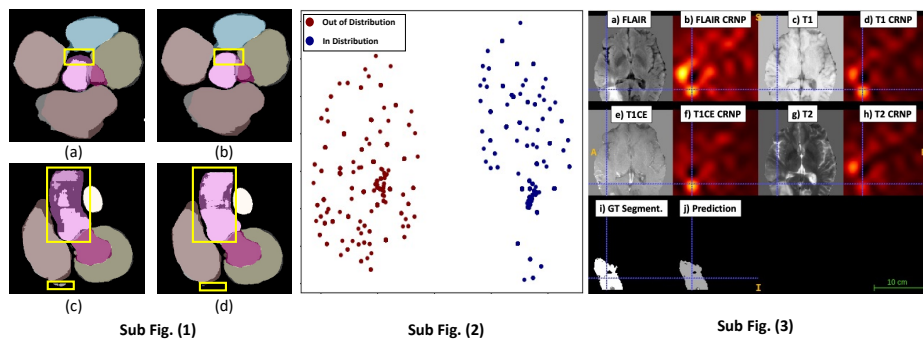 (a)
(b)
(c)
(d)
Sub Fig. (1)
Out of Distribution
In Distribution
Sub Fig. (2)
a) FLAIR
b) FLAIR CRNP
S
c) T1
d) T1 CRNP
e) T1CE
f) T1CE CRNP
g) T2
h) T2 CRNP
A
i) GT Segment.
j) Prediction
I
10 cm
Sub Fig. (3)